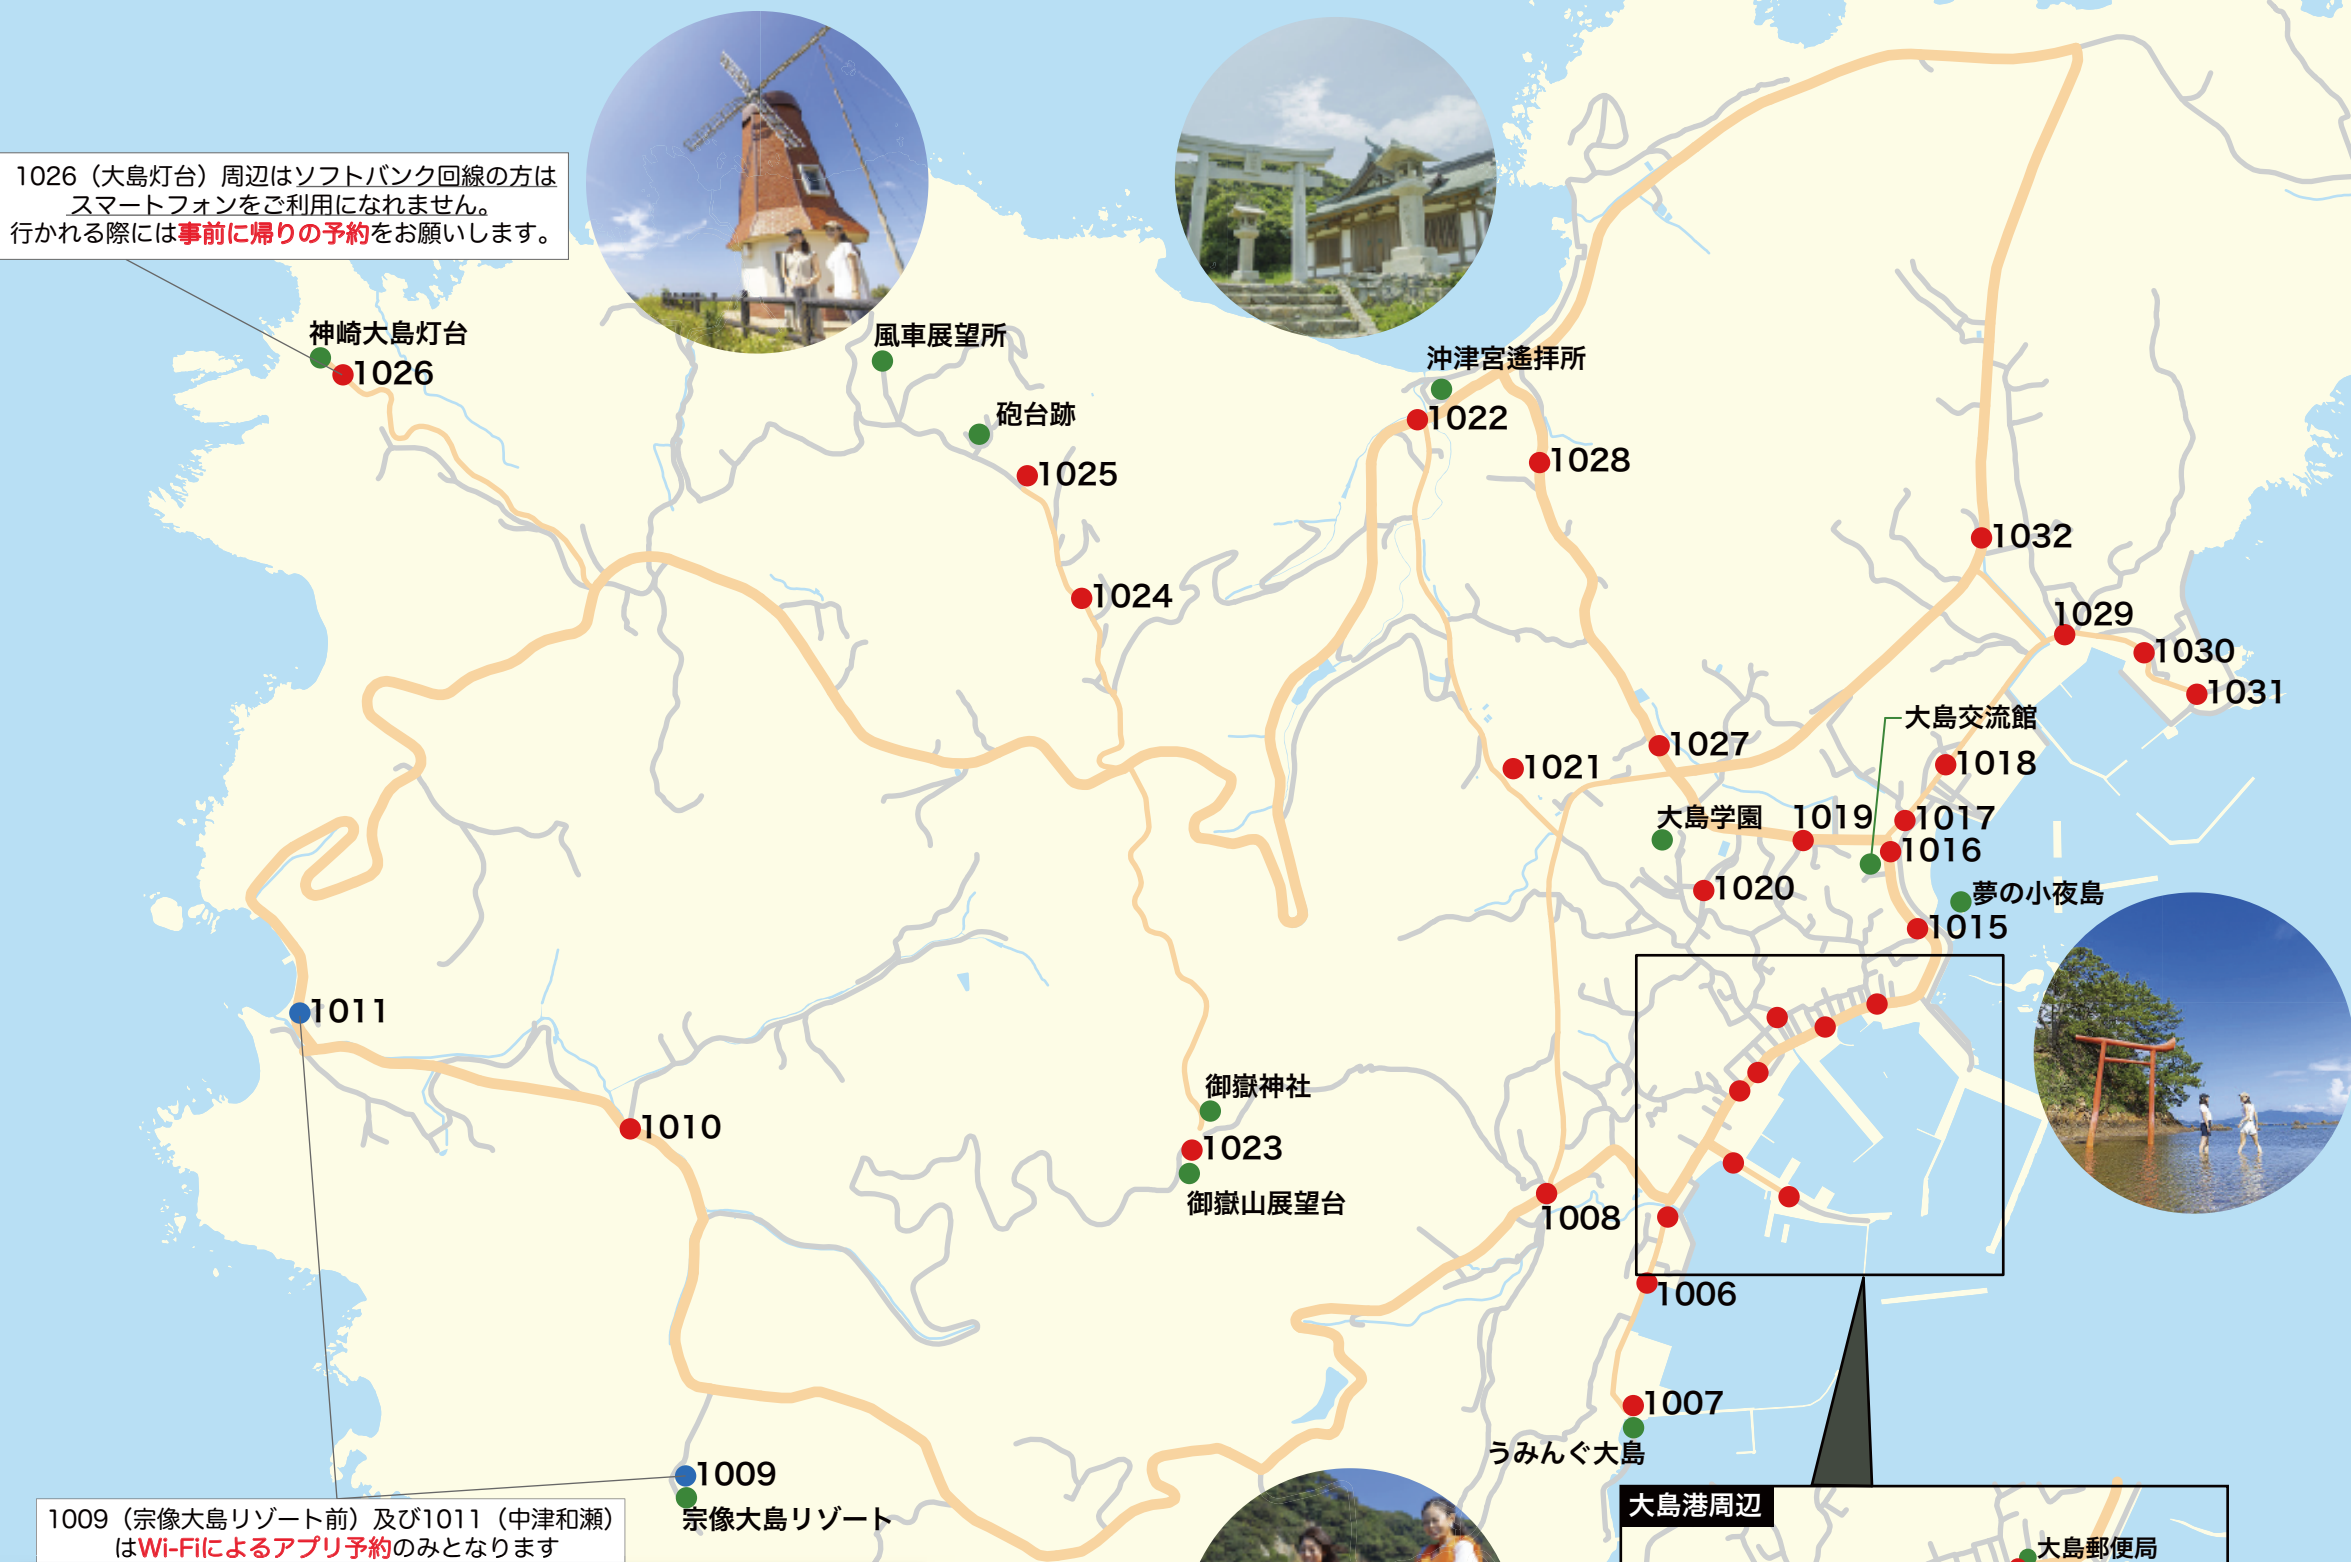 1026（大島灯台）周辺はソフトバンク回線の方は
スマートフォンをご利用になれません。
行かれる際には事前に帰りの予約をお願いします。
神崎大島灯台
1026
風車展望所
砲台跡
1025
1024
沖津宮遙拝所
1022
1028
1032
1029
1030
1031
大島交流館
1027
1021
1018
大島学園
1019
1017
1016
1020
夢の小夜島
1015
1011
1010
御嶽神社
1023
御嶽山展望台
1008
1006
1007
うみんぐ大島
1009
宗像大島リゾート
1009（宗像大島リゾート前）及び1011（中津和瀬）
はWi-Fiによるアプリ予約のみとなります
大島港周辺
大島郵便局